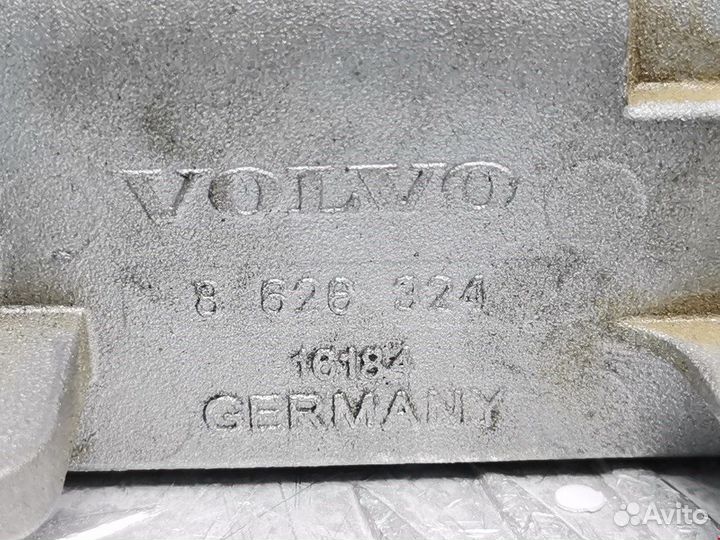 VOLVO
8 626 324
16184
GERMANY
Avito